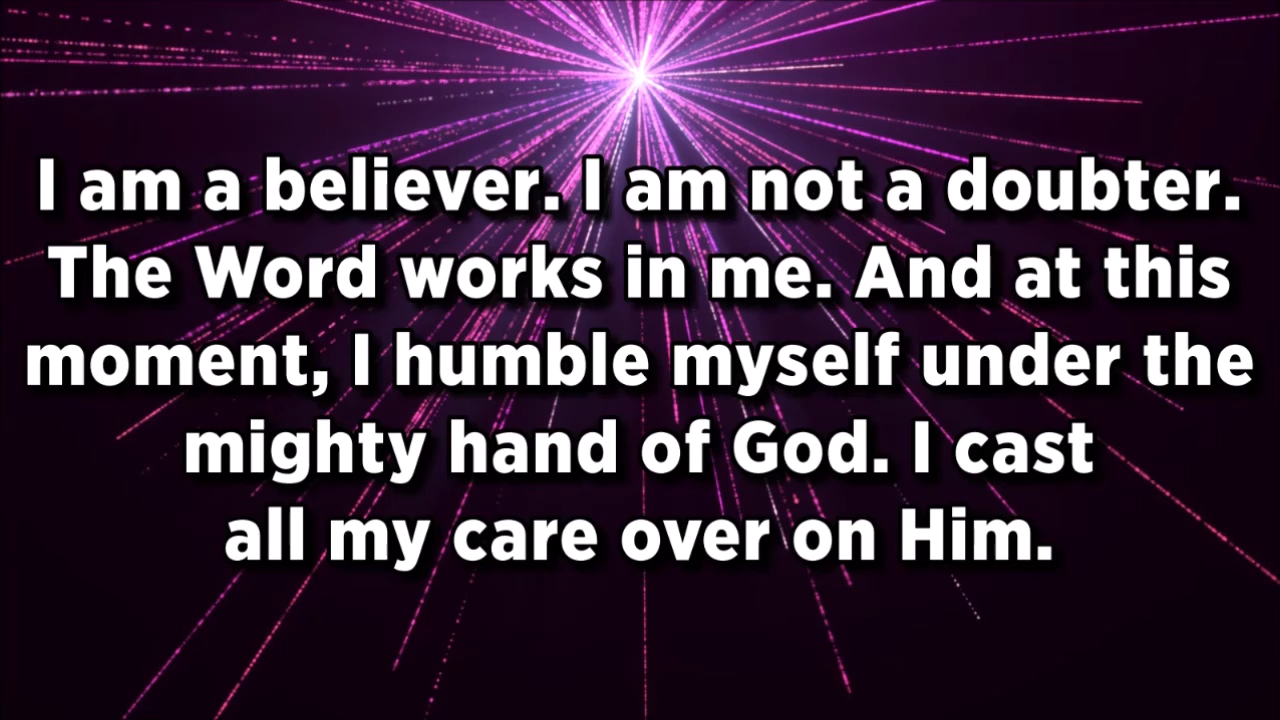 I am a believer. I am not a doubter.
The Word works in me. And at this
moment, I humble myself under the
mighty hand of God. I cast
all my care over on Him.